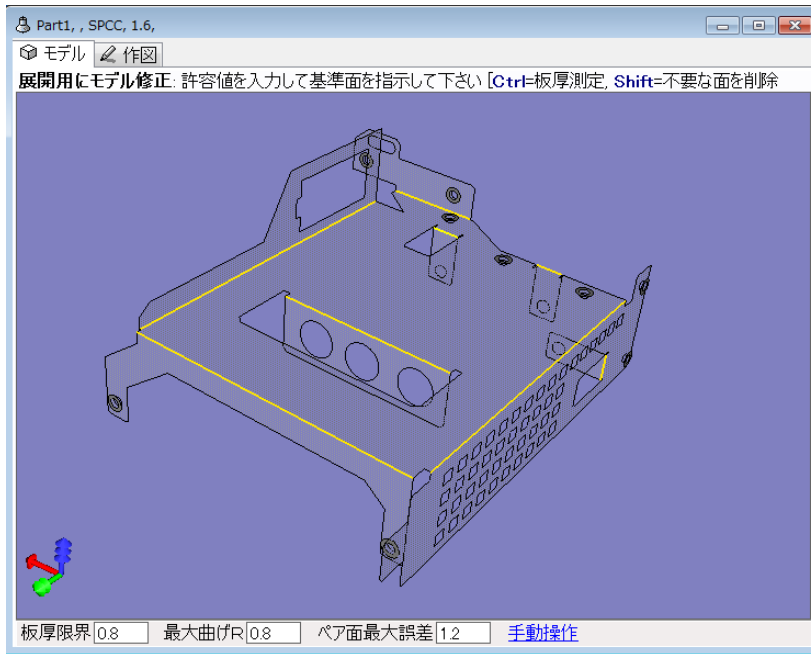 Part1, , SPCC, 1.6,
モデル 作図
展開用にモデル修正: 許容値を入力して基準面を指示して下さい [Ctrl=板厚測定, Shift=不要な面を削除
板厚限界 0.8 最大曲げR 0.8 ペア面最大誤差 1.2 手動操作